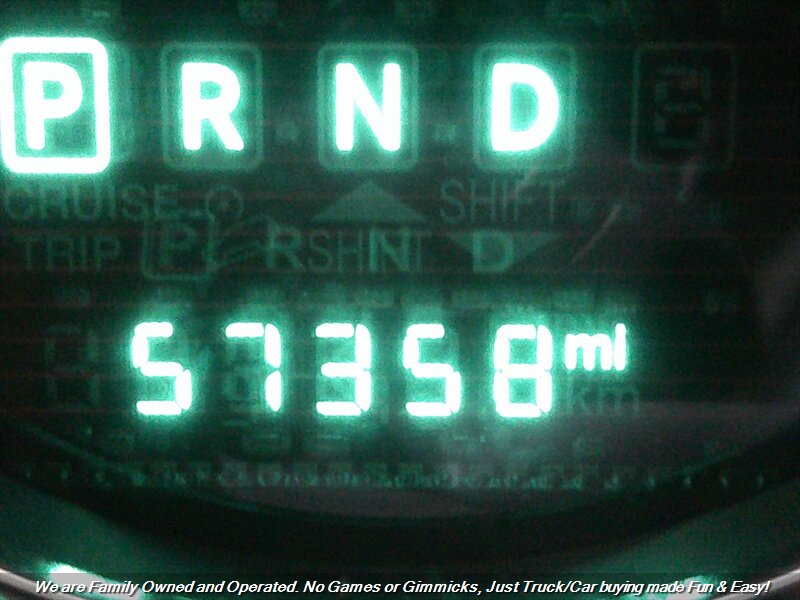 P R N D
CRUISE SHIFT
TRIP P R SHIFT N D
57358 mi
km
We are Family Owned and Operated. No Games or Gimmicks, Just Truck/Car buying made Fun & Easy!